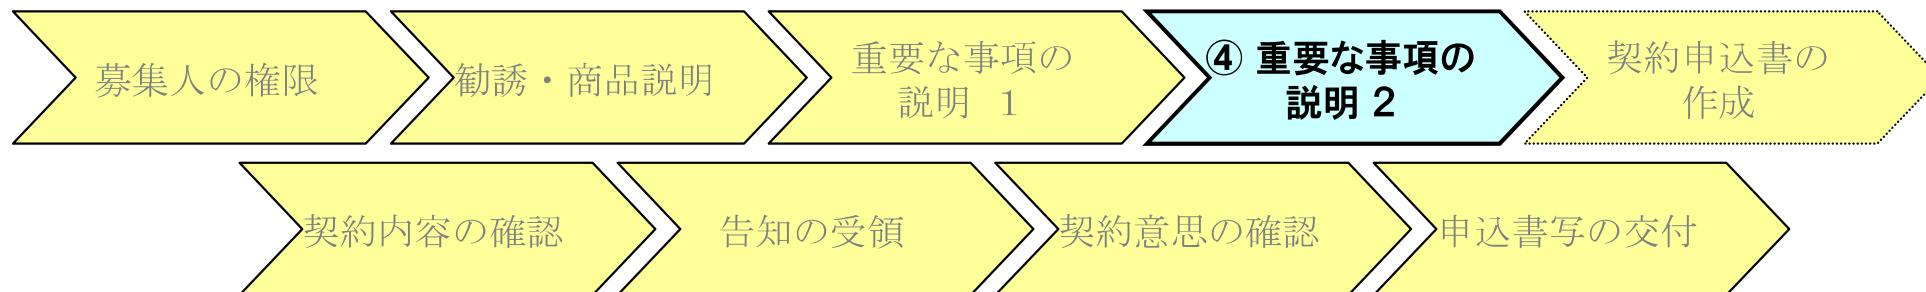 募集人の権限
勧誘・商品説明
重要な事項の
説明 1
④ 重要な事項の
説明 2
契約申込書の
作成
契約内容の確認
告知の受領
契約意思の確認
申込書写の交付